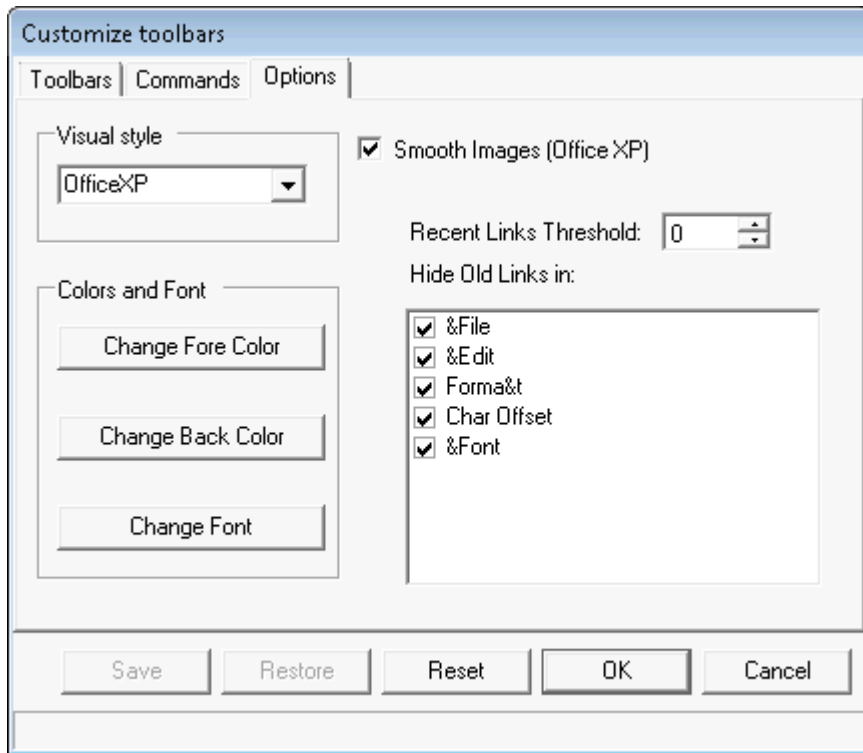 Customize toolbars
Toolbars Commands Options
Visual style
OfficeXP
Smooth Images (Office XP)
Recent Links Threshold: 0
Hide Old Links in:
Colors and Font
Change Fore Color
Change Back Color
Change Font
&File
&Edit
Forma&t
Char Offset
&Font
Save Restore Reset OK Cancel